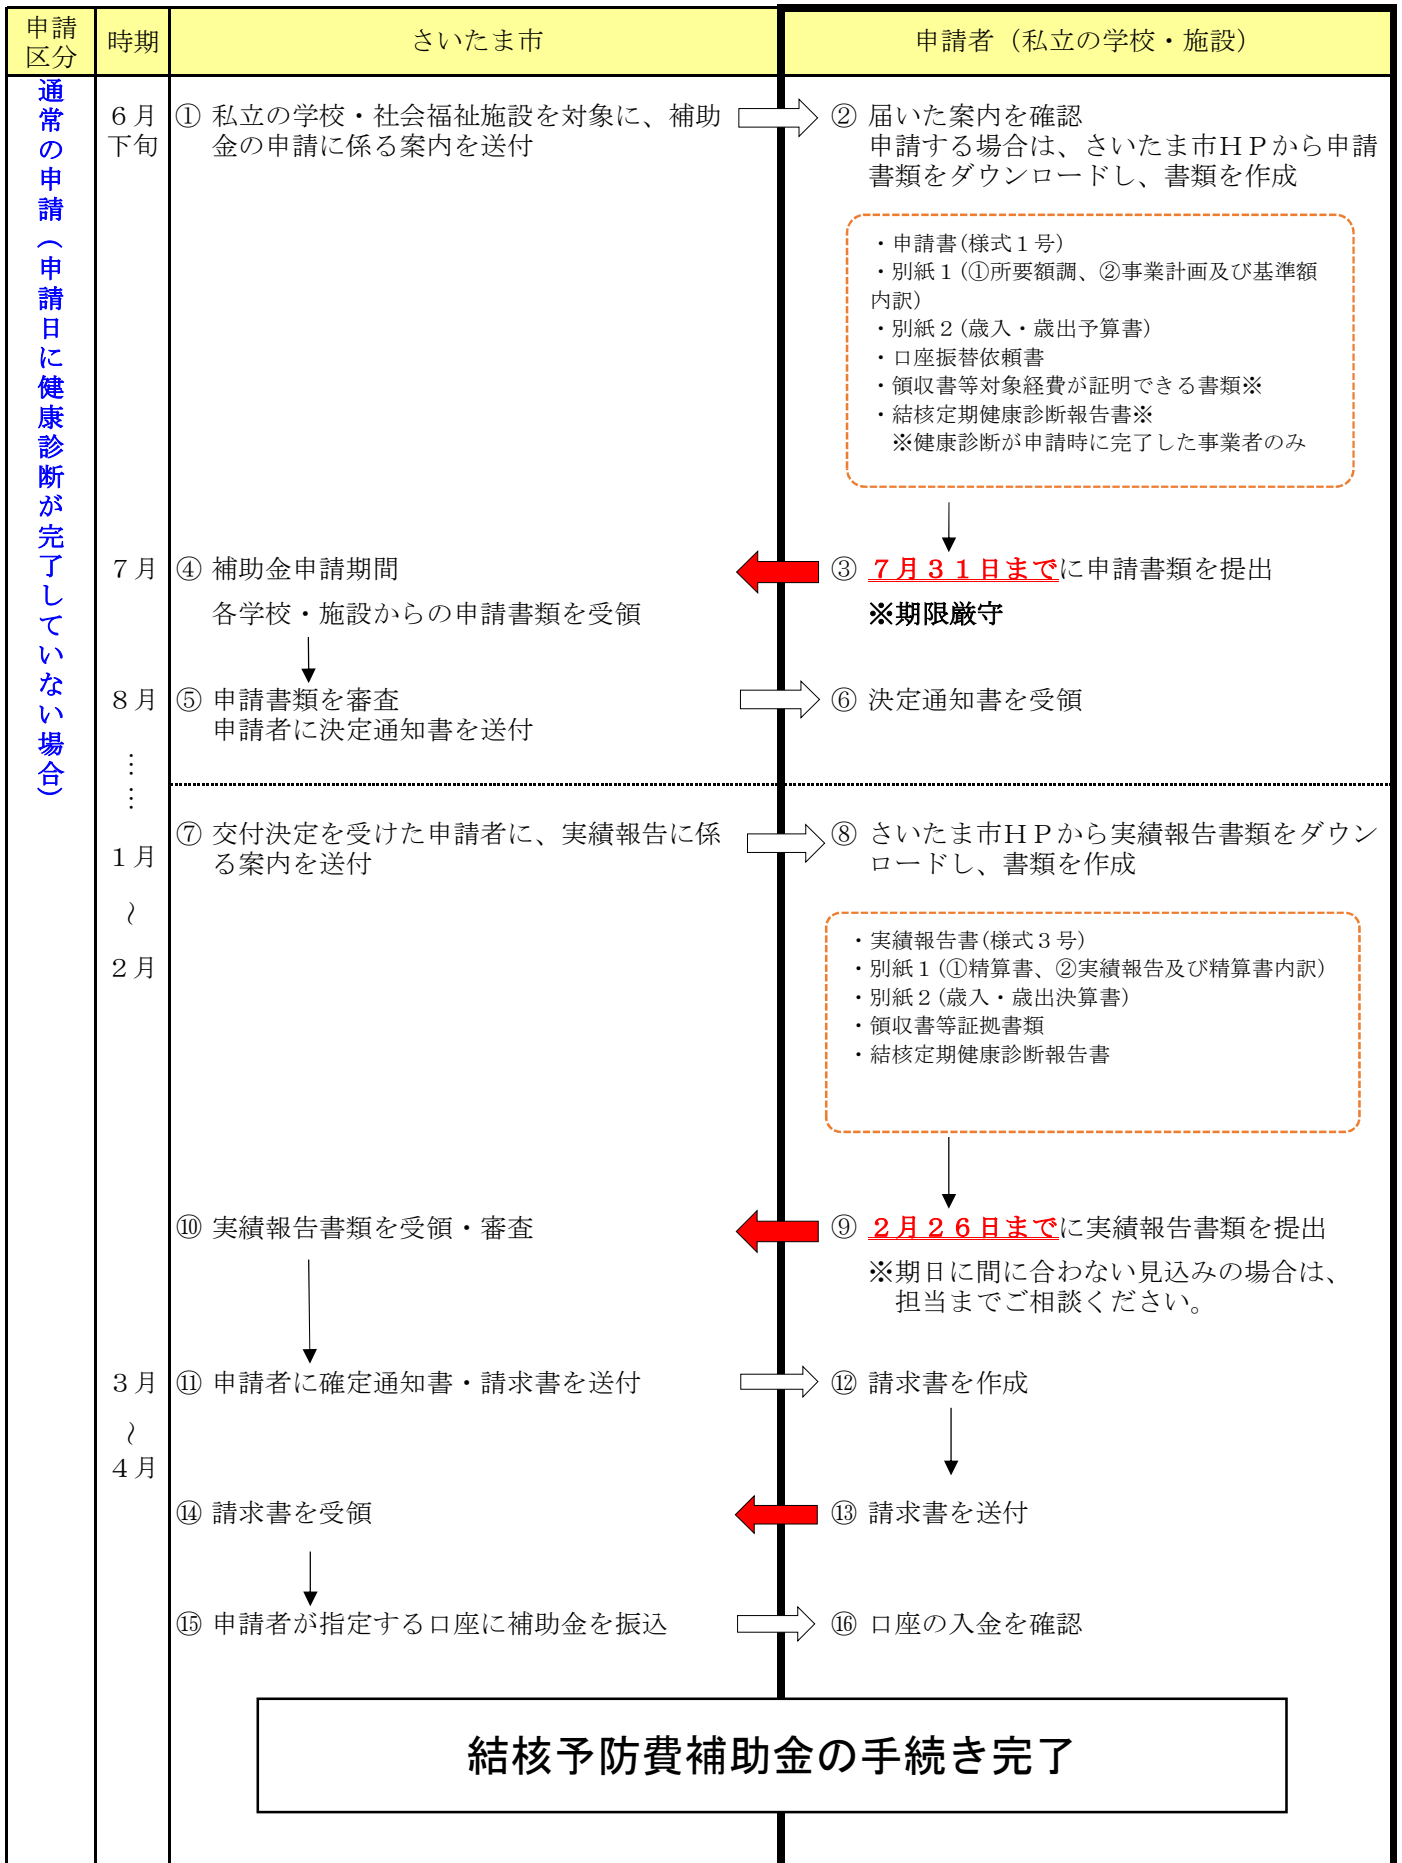 申請
区分
時期
さいたま市
申請者（私立の学校・施設）
通常の申請（申請日に健康診断が完了していない場合）
６月
下旬
① 私立の学校・社会福祉施設を対象に、補助
金の申請に係る案内を送付
② 届いた案内を確認
申請する場合は、さいたま市ＨＰから申請
書類をダウンロードし、書類を作成
・申請書(様式１号)
・別紙１(①所要額調、②事業計画及び基準額
内訳)
・別紙２(歳入・歳出予算書)
・口座振替依頼書
・領収書等対象経費が証明できる書類※
・結核定期健康診断報告書※
※健康診断が申請時に完了した事業者のみ
７月
④ 補助金申請期間
各学校・施設からの申請書類を受領
③ ７月３１日までに申請書類を提出
※期限厳守
８月
⑤ 申請書類を審査
申請者に決定通知書を送付
⑥ 決定通知書を受領
……
⑦ 交付決定を受けた申請者に、実績報告に係
る案内を送付
１月
～
２月
⑧ さいたま市ＨＰから実績報告書類をダウン
ロードし、書類を作成
・実績報告書(様式３号)
・別紙１(①精算書、②実績報告及び精算書内訳)
・別紙２(歳入・歳出決算書)
・領収書等証拠書類
・結核定期健康診断報告書
⑩ 実績報告書類を受領・審査
⑨ ２月２６日までに実績報告書類を提出
※期日に間に合わない見込みの場合は、
担当までご相談ください。
３月
～
４月
⑪ 申請者に確定通知書・請求書を送付
⑫ 請求書を作成
⑭ 請求書を受領
⑬ 請求書を送付
⑮ 申請者が指定する口座に補助金を振込
⑯ 口座の入金を確認
結核予防費補助金の手続き完了